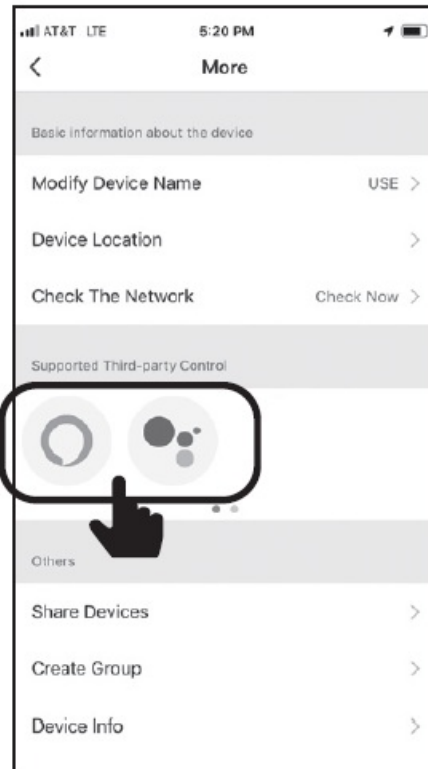 AT&T LTE 5:20 PM
More
Basic information about the device
Modify Device Name USE
Device Location
Check The Network Check Now
Supported Third-party Control
Others
Share Devices
Create Group
Device Info